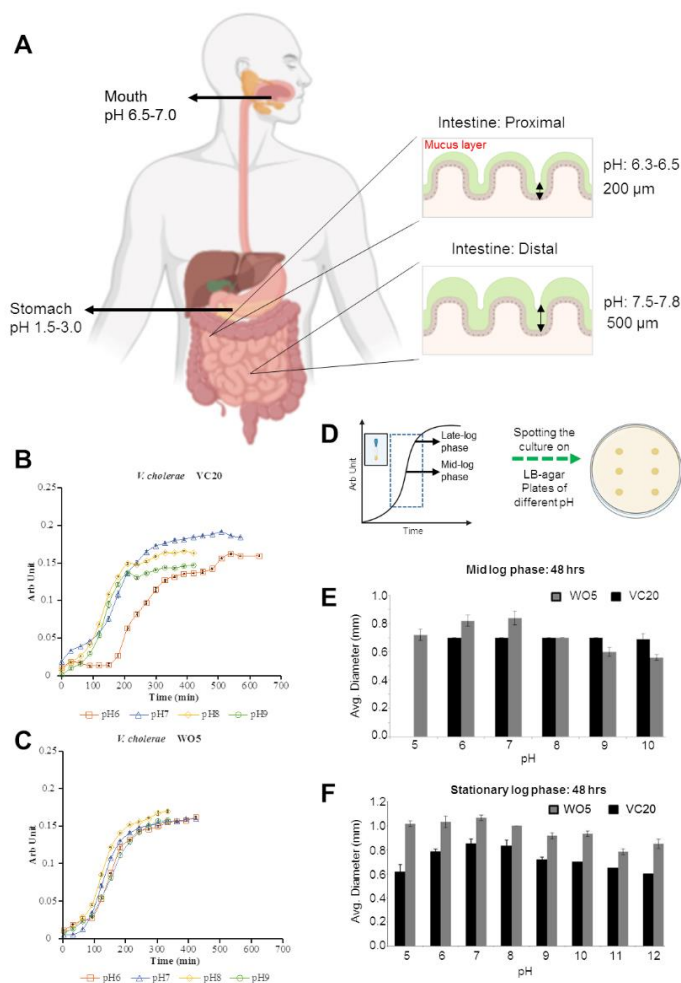 A
Mouth
pH 6.5-7.0
Intestine: Proximal
Mucus layer
pH: 6.3-6.5
200 µm
Intestine: Distal
pH: 7.5-7.8
500 µm
Stomach
pH 1.5-3.0
B
V. cholerae VC20
Arb Unit
0.2
0.15
0.1
0.05
0
0 100 200 300 400 500 600 700
Time (min)
pH6 pH7 pH8 pH9
C
V. cholerae WO5
Arb Unit
0.2
0.15
0.1
0.05
0
0 100 200 300 400 500 600 700
Time (min)
pH6 pH7 pH8 pH9
D
Arb Unit
Late-log
phase
Mid-log
phase
Time
Spotting the
culture on
LB-agar
Plates of
different pH
Mid log phase: 48 hrs
E
WO5 VC20
Avg. Diameter (mm)
1.0
0.8
0.6
0.4
0.2
0.0
5 6 7 8 9 10
pH
Stationary log phase: 48 hrs
F
WO5 VC20
Avg. Diameter (mm)
1.2
1.0
0.8
0.6
0.4
0.2
0.0
5 6 7 8 9 10 11 12
pH